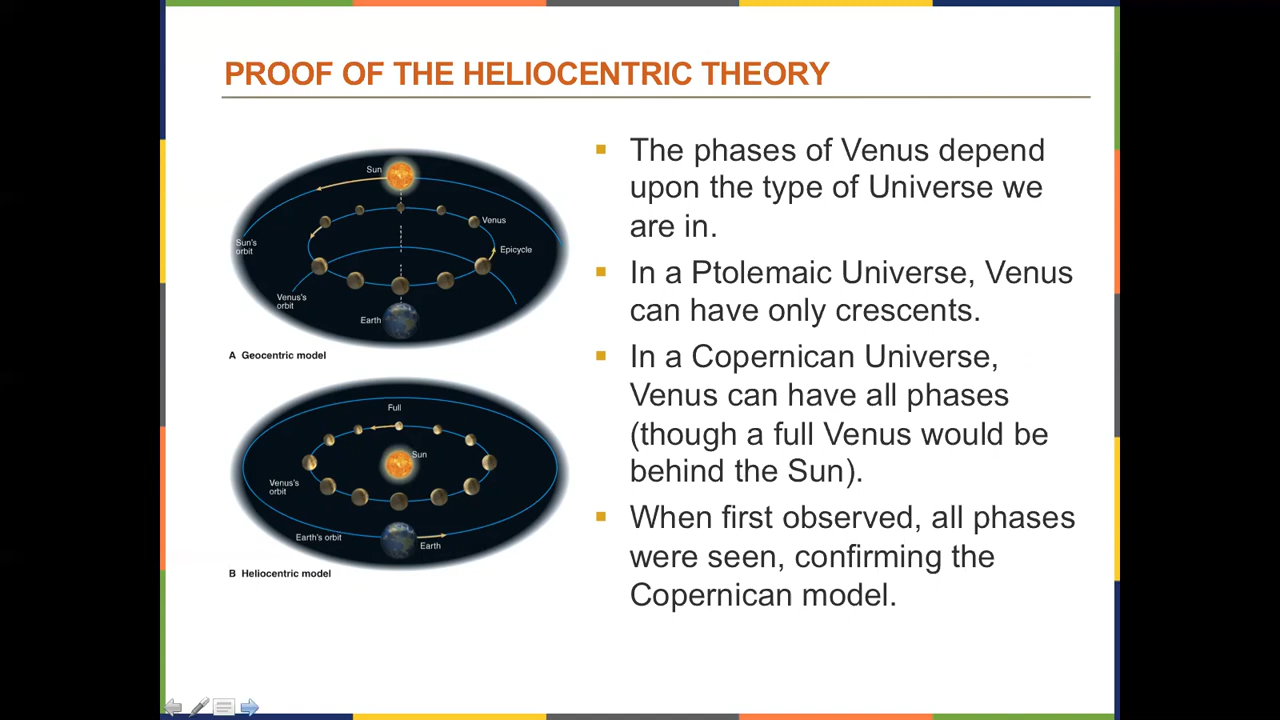 PROOF OF THE HELIOCENTRIC THEORY
Sun
Venus
Sun's
orbit
Epicycle
Venus's
orbit
Earth
A Geocentric model
Full
Sun
Venus's
orbit
Earth's orbit
Earth
B Heliocentric model
The phases of Venus depend
upon the type of Universe we
are in.
In a Ptolemaic Universe, Venus
can have only crescents.
In a Copernican Universe,
Venus can have all phases
(though a full Venus would be
behind the Sun).
When first observed, all phases
were seen, confirming the
Copernican model.